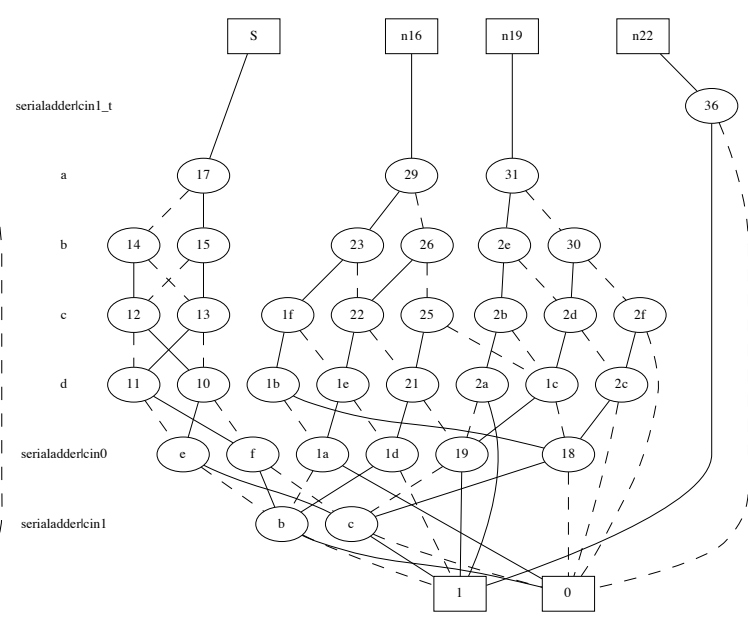 S n16 n19 n22
serialadder|cin1_t 36
a 17 29 31
b 14 15 23 26 2e 30
c 12 13 1f 22 25 2b 2d 2f
d 11 10 1b 1e 21 2a 1c 2c
serialadder|cin0 e f 1a 1d 19 18
serialadder|cin1 b c
1 0